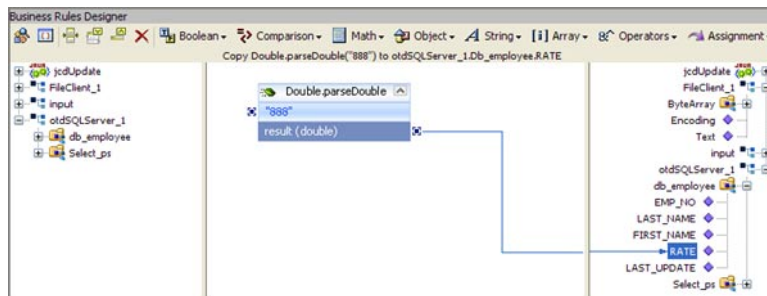 Business Rules Designer
Boolean Comparison Math Object String [i] Array Operators Assignment
Copy Double.parseDouble("888") to otdSQLServer_1.Db_employee.RATE
jcdUpdate
FileClient_1
input
otdSQLServer_1
db_employee
Select_ps
Double.parseDouble
"888"
result (double)
jcdUpdate
FileClient_1
ByteArray
Encoding
Text
input
otdSQLServer_1
db_employee
EMP_NO
LAST_NAME
FIRST_NAME
RATE
LAST_UPDATE
Select_ps